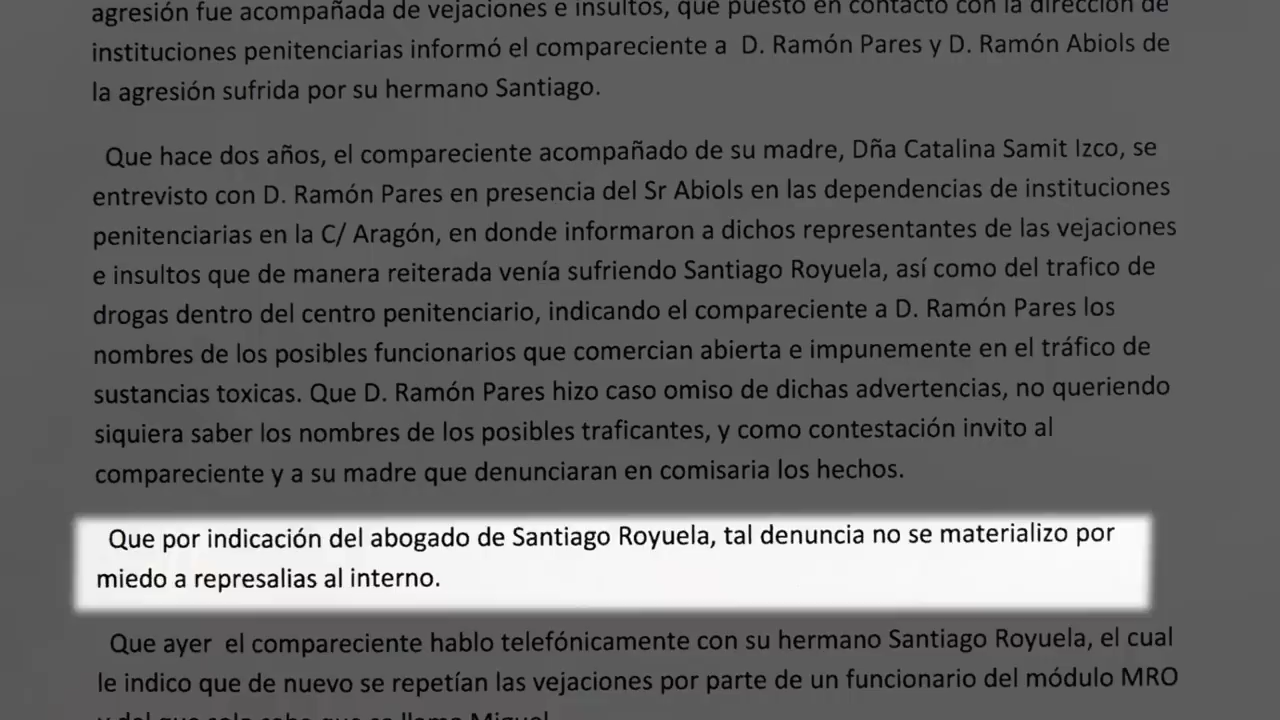 agresión fue acompañada de vejaciones e insultos, que puesto en contacto con la dirección de
instituciones penitenciarias informó el compareciente a D. Ramón Pares y D. Ramón Abiols de
la agresión sufrida por su hermano Santiago.
Que hace dos años, el compareciente acompañado de su madre, Dña Catalina Samit Izco, se
entrevisto con D. Ramón Pares en presencia del Sr Abiols en las dependencias de instituciones
penitenciarias en la C/ Aragón, en donde informaron a dichos representantes de las vejaciones
e insultos que de manera reiterada venía sufriendo Santiago Royuela, así como del trafico de
drogas dentro del centro penitenciario, indicando el compareciente a D. Ramón Pares los
nombres de los posibles funcionarios que comercian abierta e impunemente en el tráfico de
sustancias toxicas. Que D. Ramón Pares hizo caso omiso de dichas advertencias, no queriendo
siquiera saber los nombres de los posibles traficantes, y como contestación invito al
compareciente y a su madre que denunciaran en comisaria los hechos.
Que por indicación del abogado de Santiago Royuela, tal denuncia no se materializo por
miedo a represalias al interno.
Que ayer el compareciente hablo telefónicamente con su hermano Santiago Royuela, el cual
le indico que de nuevo se repetían las vejaciones por parte de un funcionario del módulo MRO
y del que solo sabe que se llama Miguel